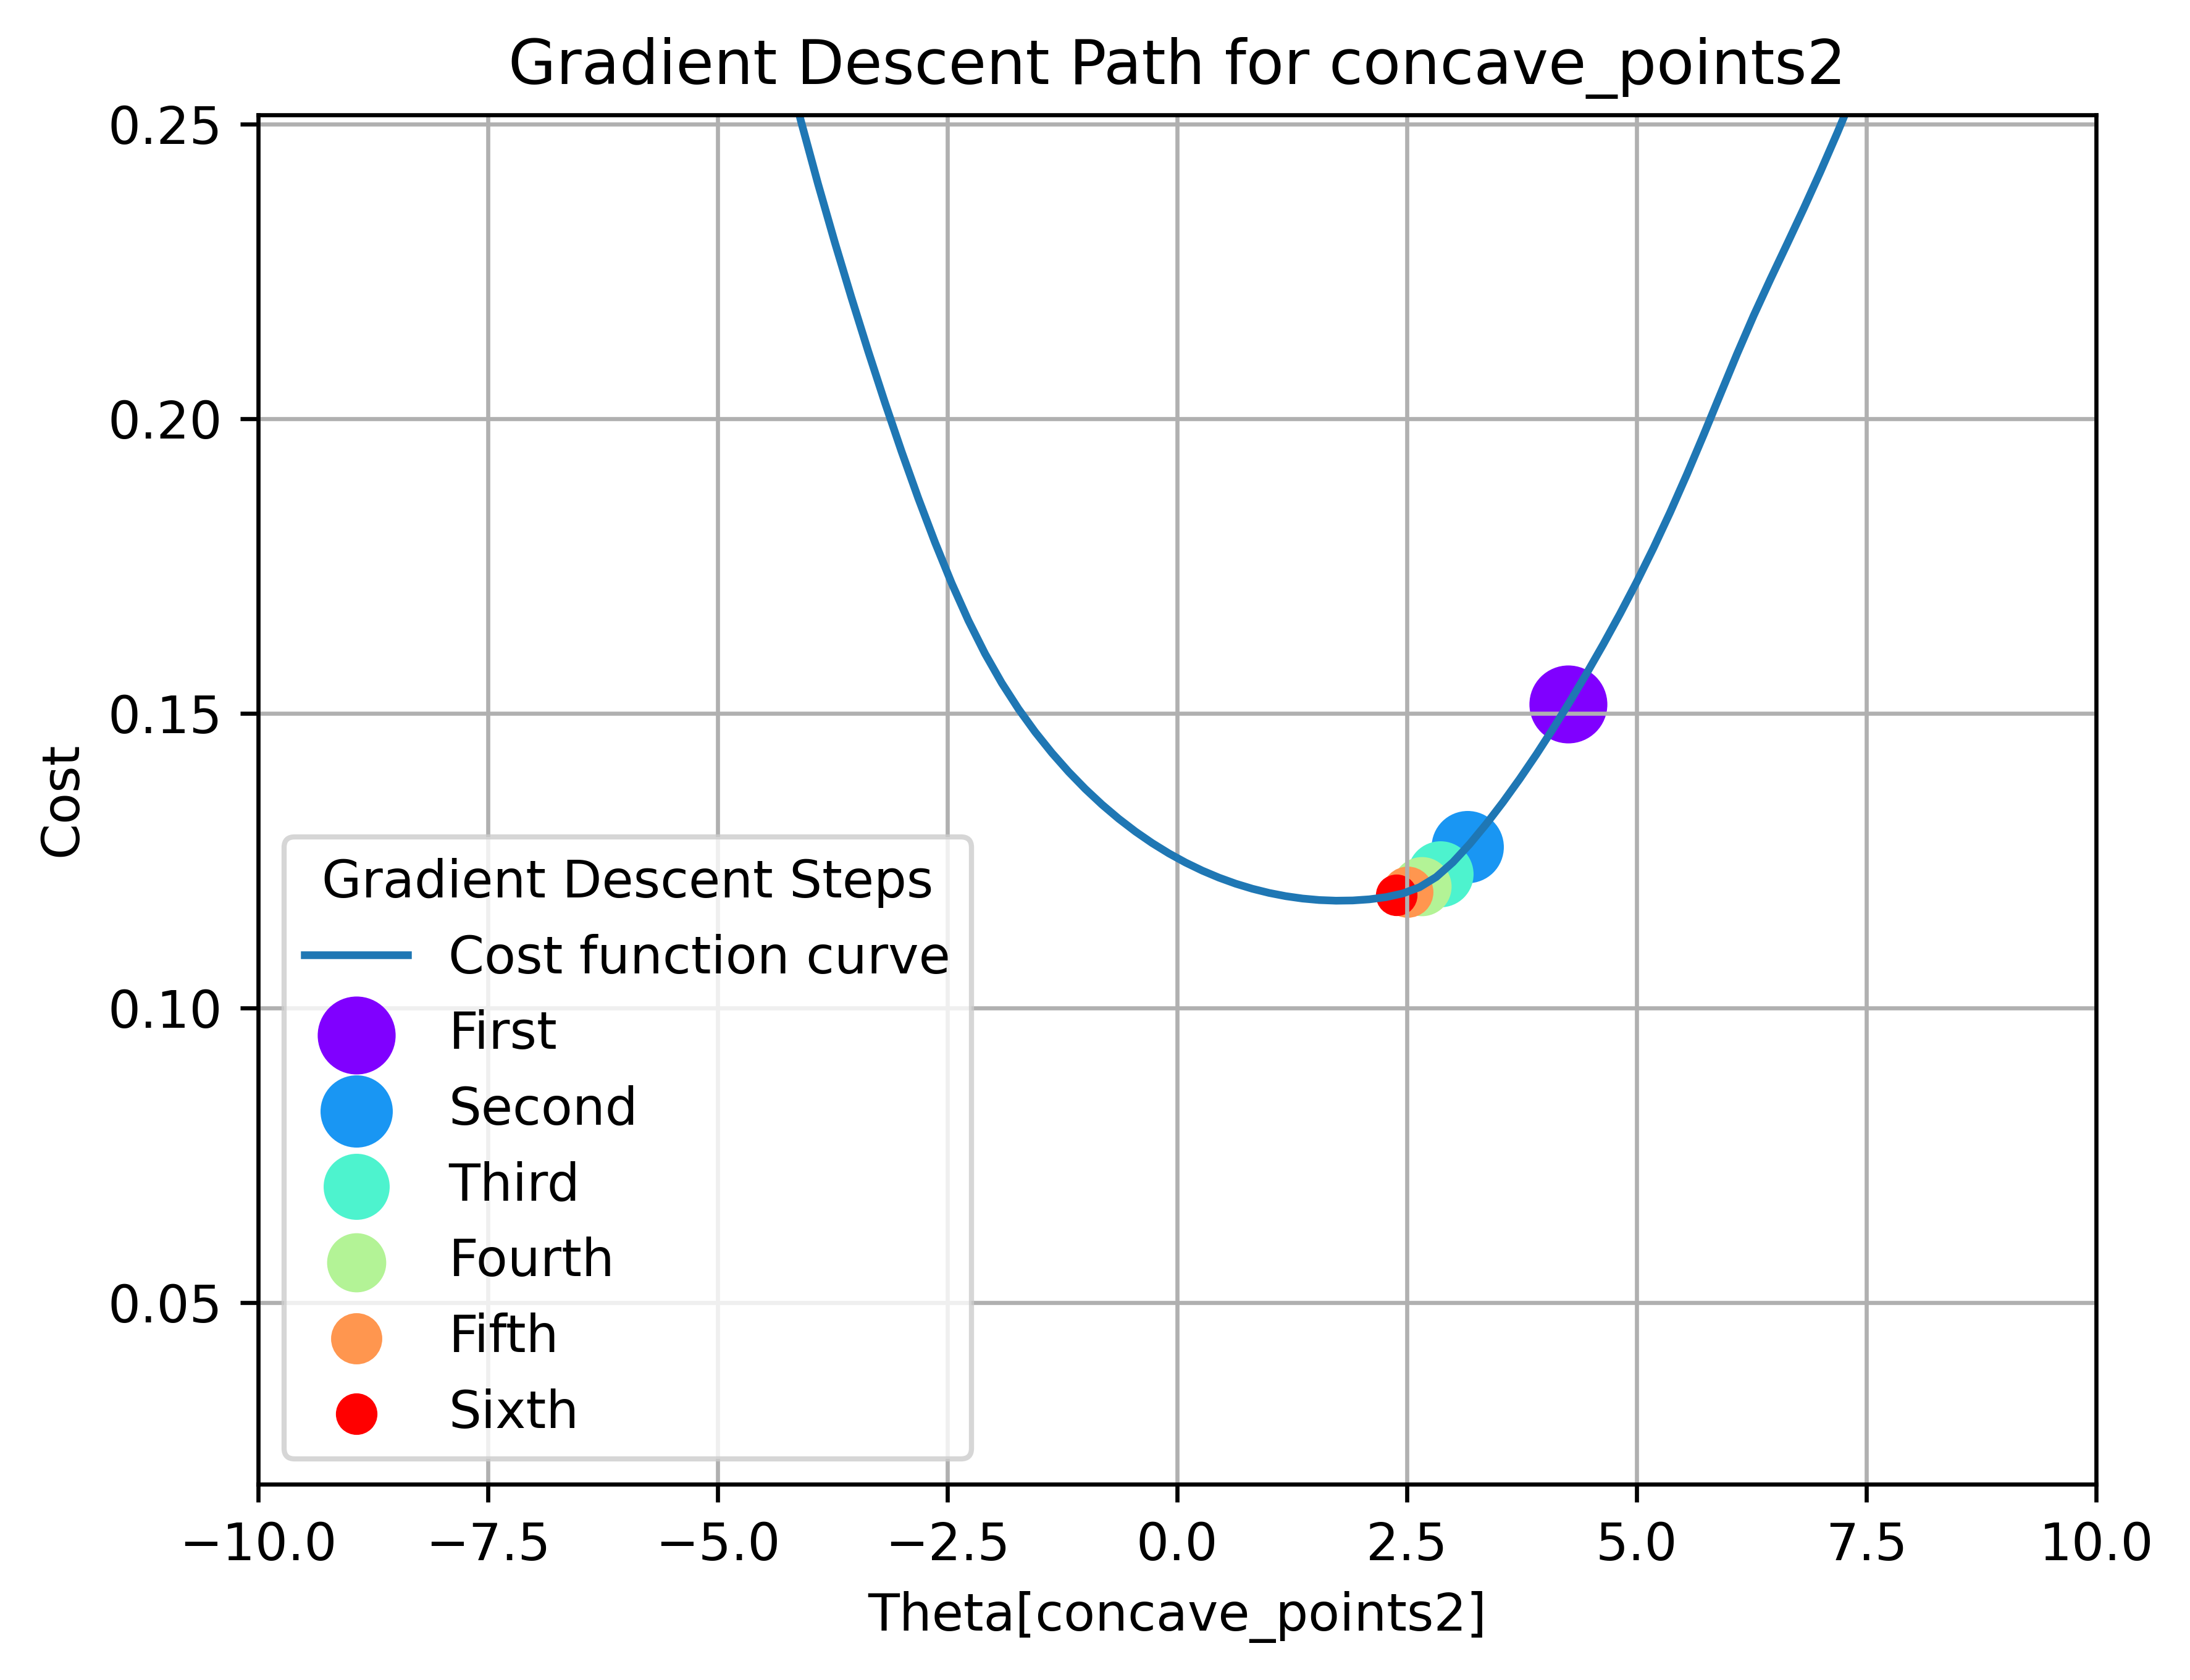 Gradient Descent Path for concave_points2
0.25
0.20
0.15
0.10
0.05
Cost
Gradient Descent Steps
Cost function curve
First
Second
Third
Fourth
Fifth
Sixth
−10.0 −7.5 −5.0 −2.5 0.0 2.5 5.0 7.5 10.0
Theta[concave_points2]